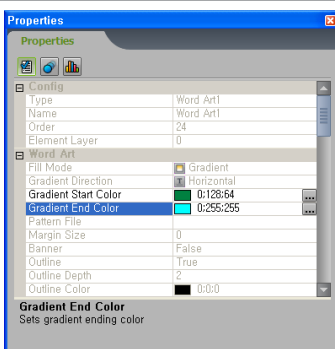 Properties
Properties
Config
Type Word Art1
Name Word Art1
Order 24
Element Layer 0
Word Art
Fill Mode Gradient
Gradient Direction Horizontal
Gradient Start Color 0;128;64 ...
Gradient End Color 0;255;255 ...
Pattern File
Margin Size 0
Banner False
Outline True
Outline Depth 2
Outline Color 0;0;0
Gradient End Color
Sets gradient ending color